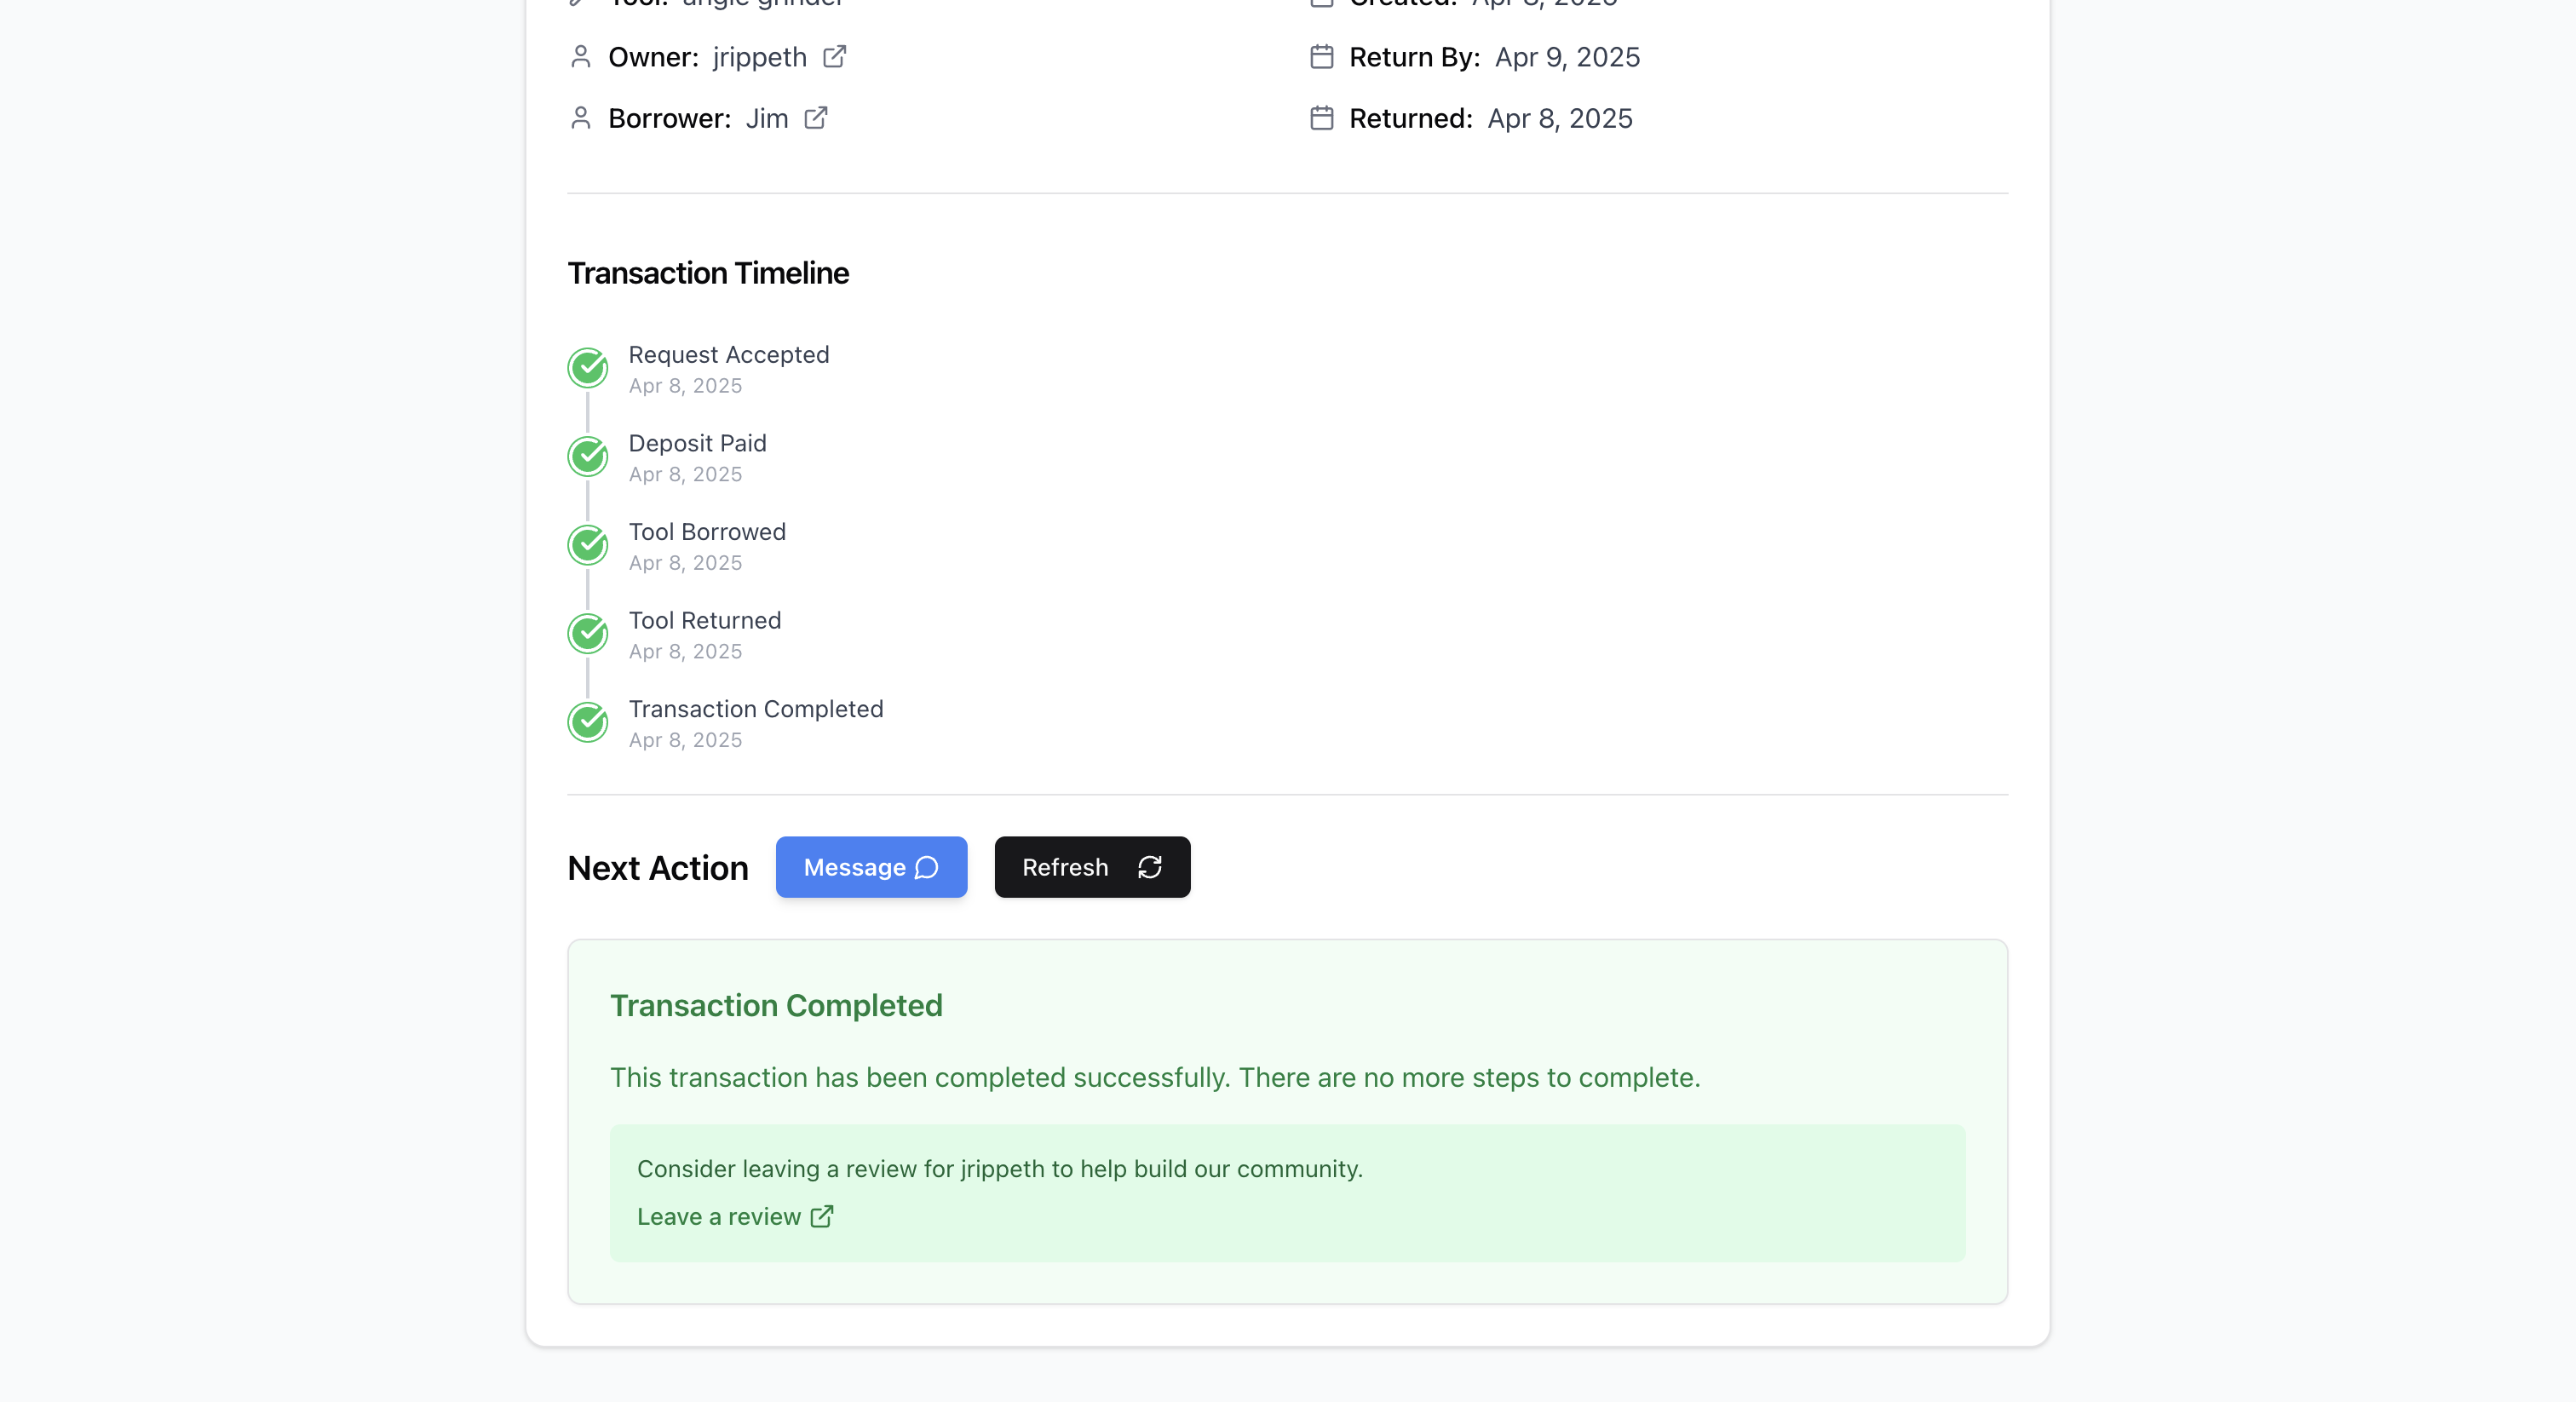 Tool: angle grinder
Created: Apr 8, 2025
Owner: jrippeth
Return By: Apr 9, 2025
Borrower: Jim
Returned: Apr 8, 2025
Transaction Timeline
Request Accepted
Apr 8, 2025
Deposit Paid
Apr 8, 2025
Tool Borrowed
Apr 8, 2025
Tool Returned
Apr 8, 2025
Transaction Completed
Apr 8, 2025
Next Action
Message
Refresh
Transaction Completed
This transaction has been completed successfully. There are no more steps to complete.
Consider leaving a review for jrippeth to help build our community.
Leave a review